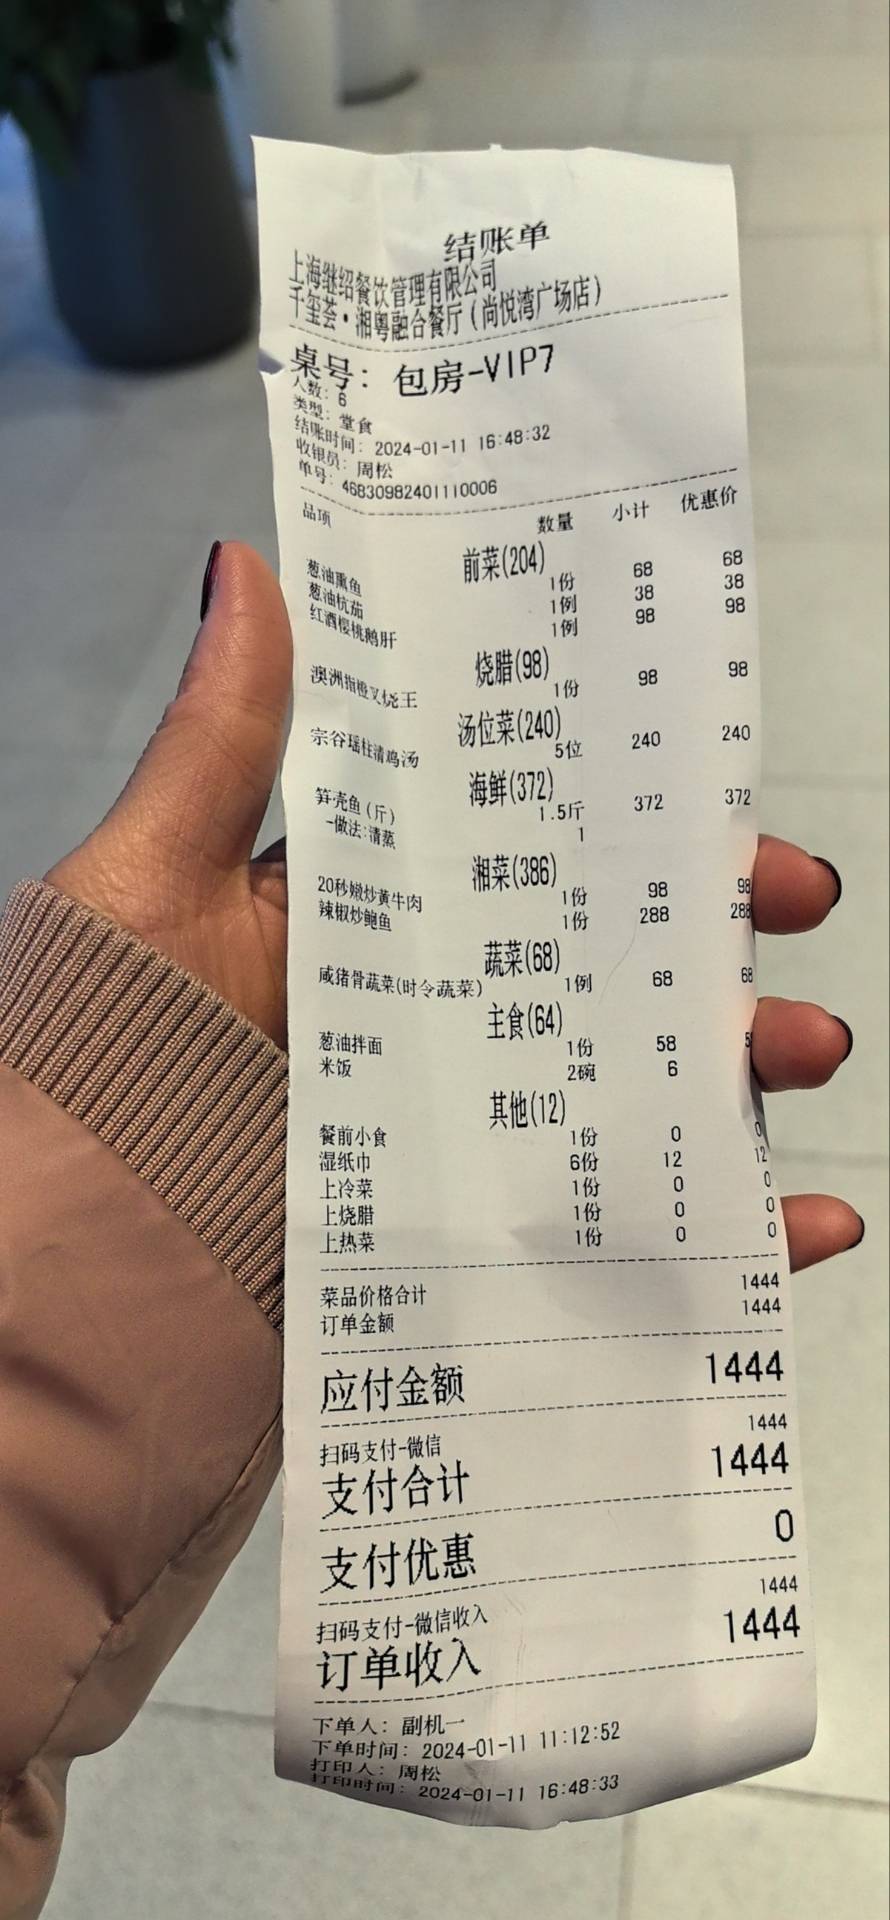 结账单
上海继绍餐饮管理有限公司
千玺荟·湘粤融合餐厅(尚悦湾广场店)
桌号: 包房-VIP7
人数: 6
类型: 堂食
结账时间: 2024-01-11 16:48:32
收银员: 周松
单号: 46830982401110006
品项 数量 小计 优惠价
前菜(204)
葱油熏鱼 1份 68 68
葱油杭茄 1例 38 38
红酒樱桃鹅肝 1例 98 98
烧腊(98)
澳洲指橙叉烧王 1份 98 98
汤位菜(240)
宗谷瑶柱清鸡汤 5位 240 240
海鲜(372)
笋壳鱼(斤) 1.5斤 372 372
-做法:清蒸 1
湘菜(386)
20秒嫩炒黄牛肉 1份 98 98
辣椒炒鲍鱼 1份 288 288
蔬菜(68)
咸猪骨蔬菜(时令蔬菜) 1例 68 68
主食(64)
葱油拌面 1份 58
米饭 2碗 6
其他(12)
餐前小食 1份 0 0
湿纸巾 6份 12 12
上冷菜 1份 0 0
上烧腊 1份 0 0
上热菜 1份 0 0
菜品价格合计 1444
订单金额 1444
应付金额 1444
扫码支付-微信 1444
支付合计 1444
支付优惠 0
扫码支付-微信收入 1444
订单收入 1444
下单人: 副机一
下单时间: 2024-01-11 11:12:52
打印人: 周松
打印时间: 2024-01-11 16:48:33